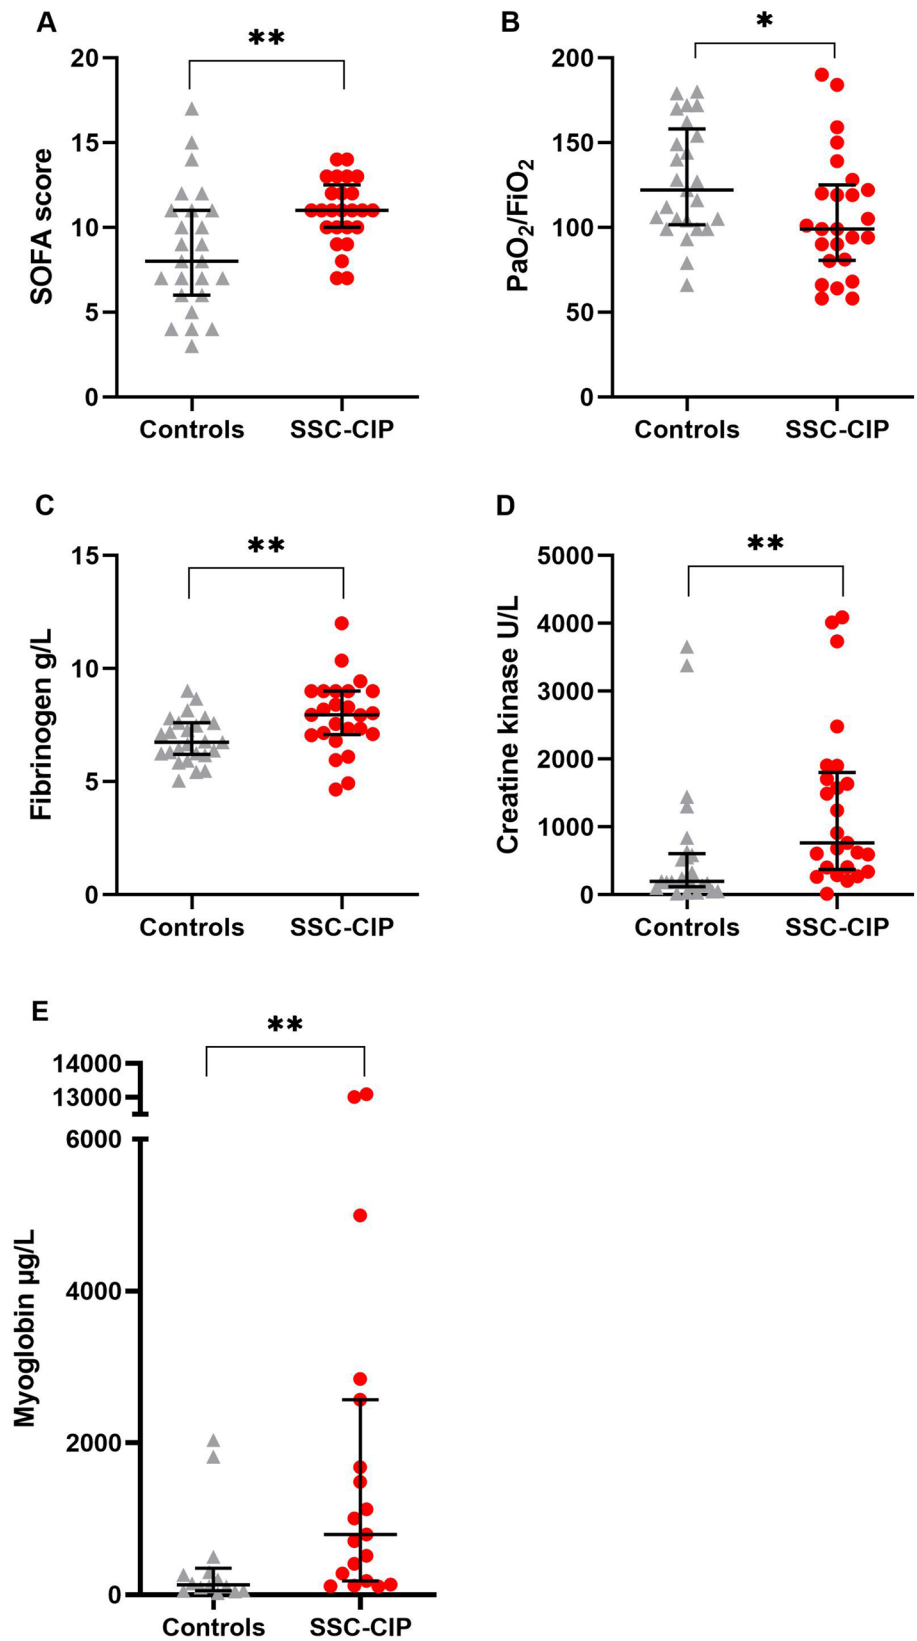 A
**
SOFA score
20
15
10
5
0
Controls
SSC-CIP
B
*
PaO₂/FiO₂
200
150
100
50
0
Controls
SSC-CIP
C
**
Fibrinogen g/L
15
10
5
0
Controls
SSC-CIP
D
**
Creatine kinase U/L
5000
4000
3000
2000
1000
0
Controls
SSC-CIP
E
**
Myoglobin µg/L
14000
13000
6000
4000
2000
0
Controls
SSC-CIP